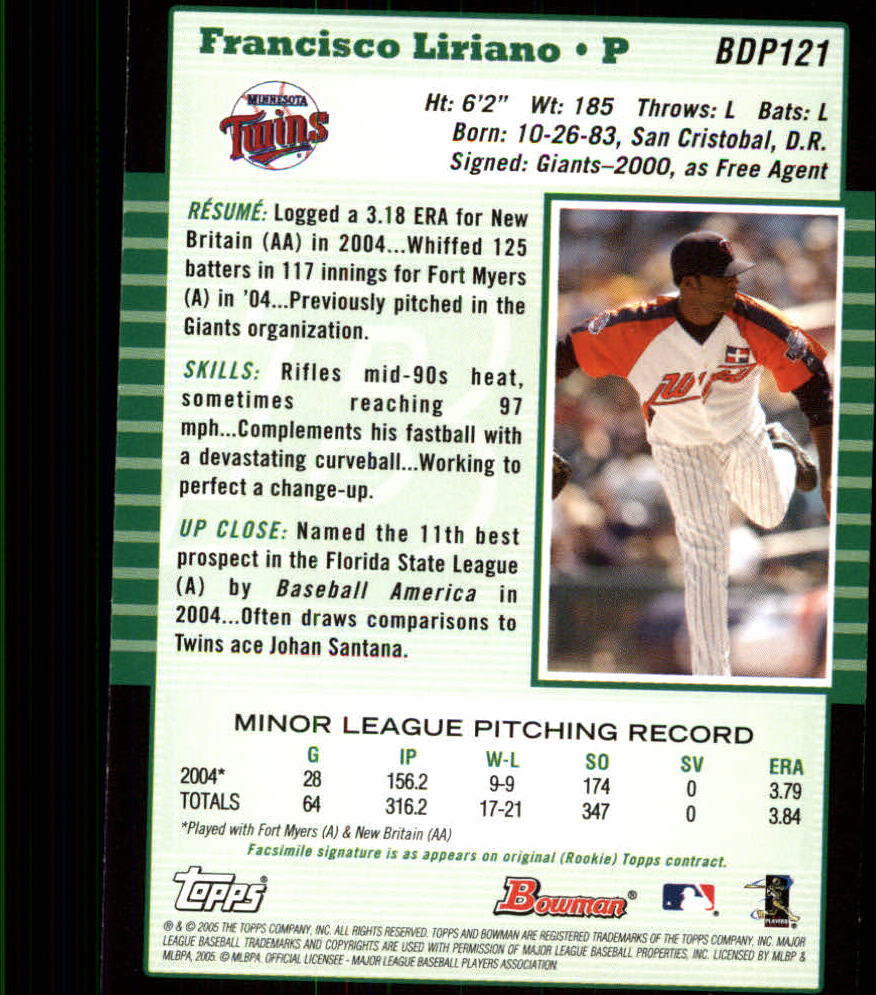 Francisco Liriano • P BDP121
MINNESOTA
Twins
Ht: 6'2" Wt: 185 Throws: L Bats: L
Born: 10-26-83, San Cristobal, D.R.
Signed: Giants–2000, as Free Agent
RÉSUMÉ: Logged a 3.18 ERA for New
Britain (AA) in 2004...Whiffed 125
batters in 117 innings for Fort Myers
(A) in '04...Previously pitched in the
Giants organization.
SKILLS: Rifles mid-90s heat,
sometimes reaching 97
mph...Complements his fastball with
a devastating curveball...Working to
perfect a change-up.
UP CLOSE: Named the 11th best
prospect in the Florida State League
(A) by Baseball America in
2004...Often draws comparisons to
Twins ace Johan Santana.
MINOR LEAGUE PITCHING RECORD
G IP W-L SO SV ERA
2004* 28 156.2 9-9 174 0 3.79
TOTALS 64 316.2 17-21 347 0 3.84
*Played with Fort Myers (A) & New Britain (AA)
Facsimile signature is as appears on original (Rookie) Topps contract.
Topps® Bowman® PLAYERS
® & © 2005 THE TOPPS COMPANY, INC. ALL RIGHTS RESERVED. TOPPS AND BOWMAN ARE REGISTERED TRADEMARKS OF THE TOPPS COMPANY, INC. MAJOR
LEAGUE BASEBALL TRADEMARKS AND COPYRIGHTS ARE USED WITH PERMISSION OF MAJOR LEAGUE BASEBALL PROPERTIES, INC. LICENSED BY MLBP &
MLBPA, 2005. © MLBPA. OFFICIAL LICENSEE - MAJOR LEAGUE BASEBALL PLAYERS ASSOCIATION